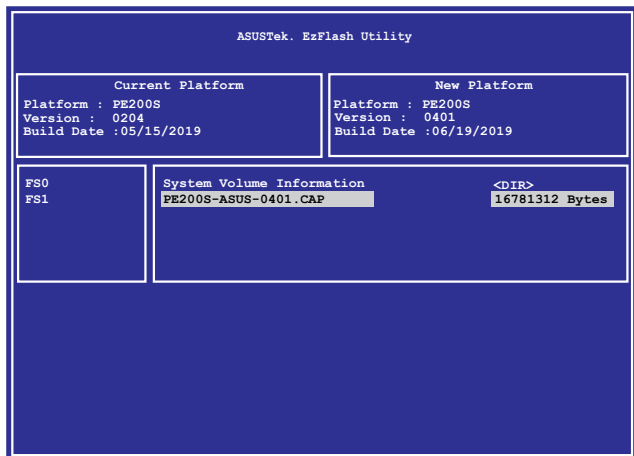 ASUSTek. EzFlash Utility
Current Platform
Platform : PE200S
Version : 0204
Build Date :05/15/2019
New Platform
Platform : PE200S
Version : 0401
Build Date :06/19/2019
FS0
FS1
System Volume Information <DIR>
PE200S-ASUS-0401.CAP 16781312 Bytes